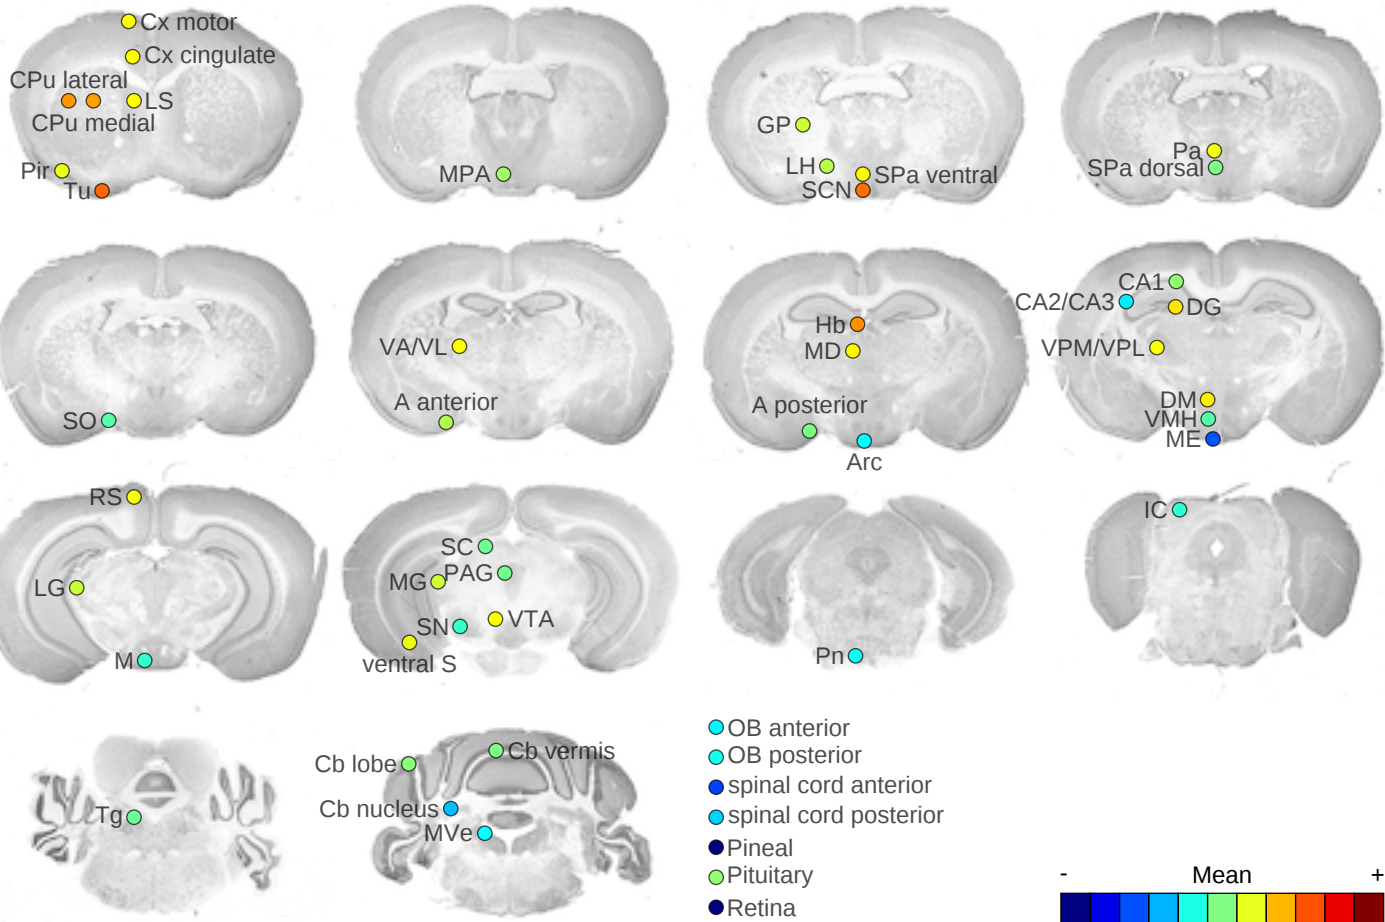 Cx motor
Cx cingulate
CPu lateral
LS
CPu medial
Pir
Tu
MPA
GP
LH
SPa ventral
SCN
Pa
SPa dorsal
SO
VA/VL
A anterior
Hb
MD
A posterior
Arc
CA1
CA2/CA3
DG
VPM/VPL
DM
VMH
ME
RS
LG
M
SC
PAG
MG
VTA
SN
ventral S
Pn
IC
Tg
Cb vermis
Cb lobe
Cb nucleus
MVe
OB anterior
OB posterior
spinal cord anterior
spinal cord posterior
Pineal
Pituitary
Retina
- Mean +